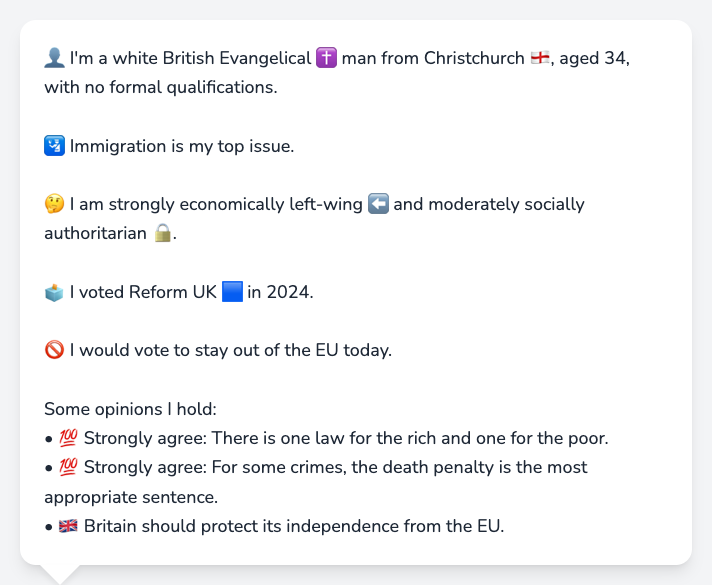 👤 I'm a white British Evangelical ✝️ man from Christchurch 🏴󠁧󠁢󠁥󠁮󠁧󠁿, aged 34,
with no formal qualifications.
🛂 Immigration is my top issue.
🤔 I am strongly economically left-wing ⬅️ and moderately socially
authoritarian 🔒.
🗳️ I voted Reform UK 🟦 in 2024.
🚫 I would vote to stay out of the EU today.
Some opinions I hold:
• 💯 Strongly agree: There is one law for the rich and one for the poor.
• 💯 Strongly agree: For some crimes, the death penalty is the most
appropriate sentence.
• 🇬🇧 Britain should protect its independence from the EU.